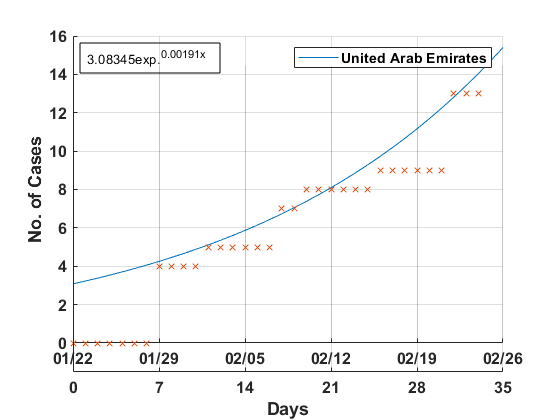 3.08345exp.0.00191x
United Arab Emirates
No. of Cases
16
14
12
10
8
6
4
2
0
01/22 01/29 02/05 02/12 02/19 02/26
0 7 14 21 28 35
Days